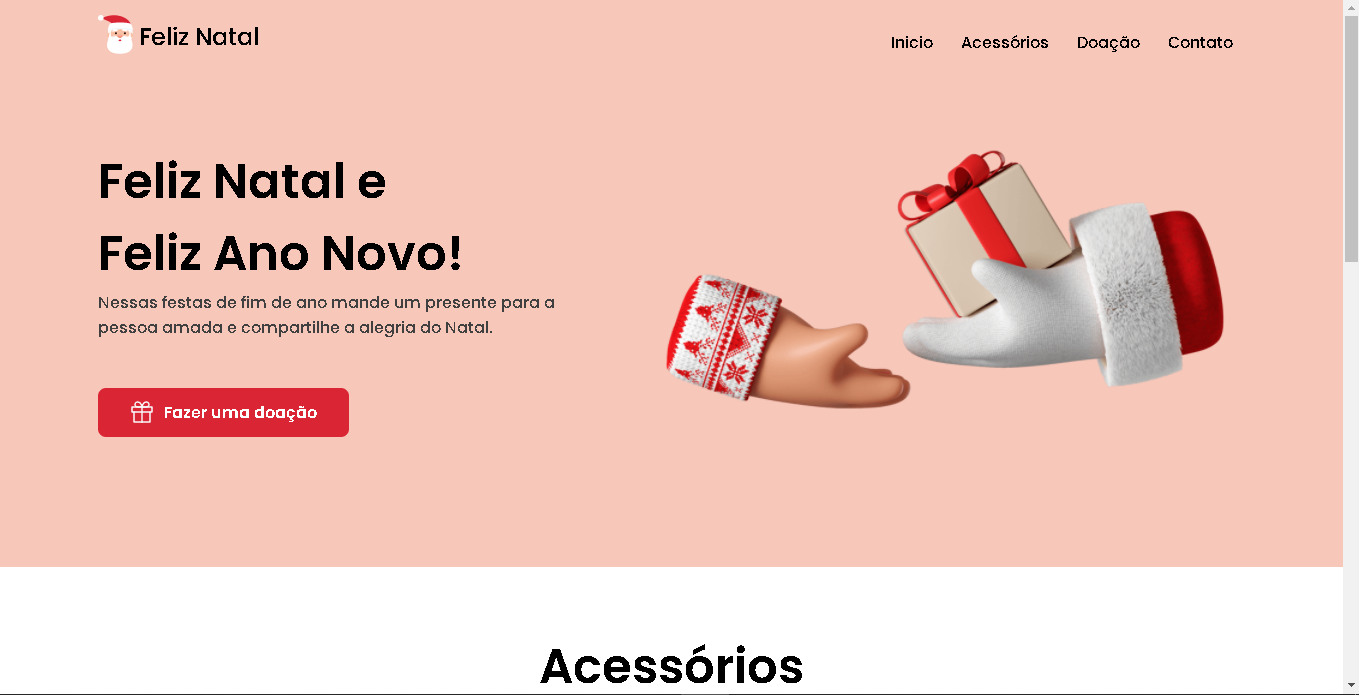 Feliz Natal
Inicio
Acessórios
Doação
Contato
Feliz Natal e
Feliz Ano Novo!
Nessas festas de fim de ano mande um presente para a
pessoa amada e compartilhe a alegria do Natal.
Fazer uma doação
Acessórios